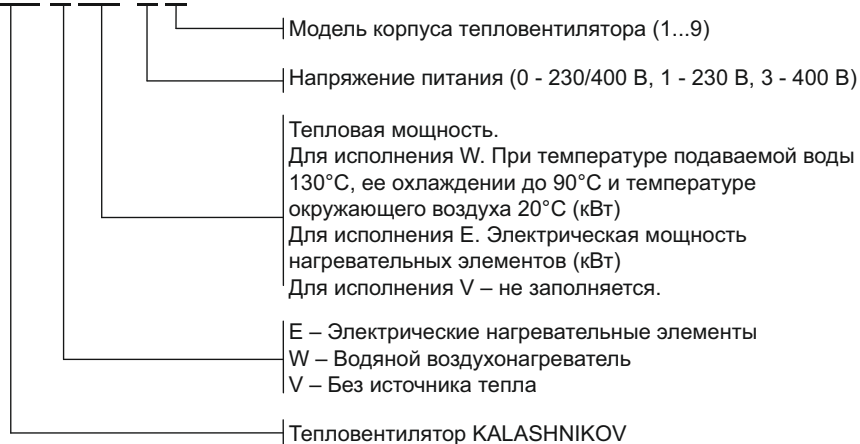 Модель корпуса тепловентилятора (1...9)
Напряжение питания (0 - 230/400 В, 1 - 230 В, 3 - 400 В)
Тепловая мощность.
Для исполнения W. При температуре подаваемой воды
130°С, ее охлаждении до 90°С и температуре
окружающего воздуха 20°С (кВт)
Для исполнения Е. Электрическая мощность
нагревательных элементов (кВт)
Для исполнения V – не заполняется.
Е – Электрические нагревательные элементы
W – Водяной воздухонагреватель
V – Без источника тепла
Тепловентилятор KALASHNIKOV